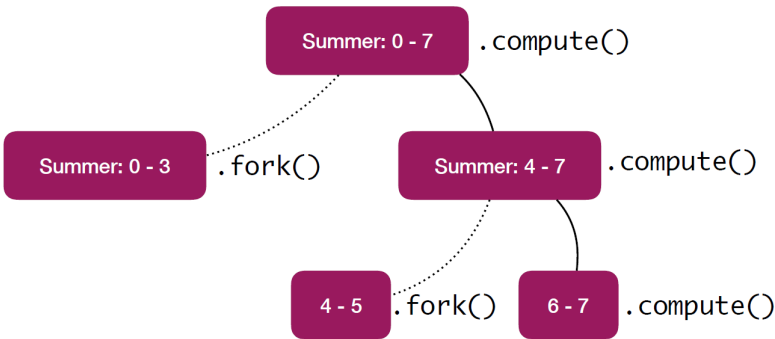 Summer: 0 - 7 .compute()
Summer: 0 - 3 .fork() Summer: 4 - 7 .compute()
4 - 5 .fork() 6 - 7 .compute()